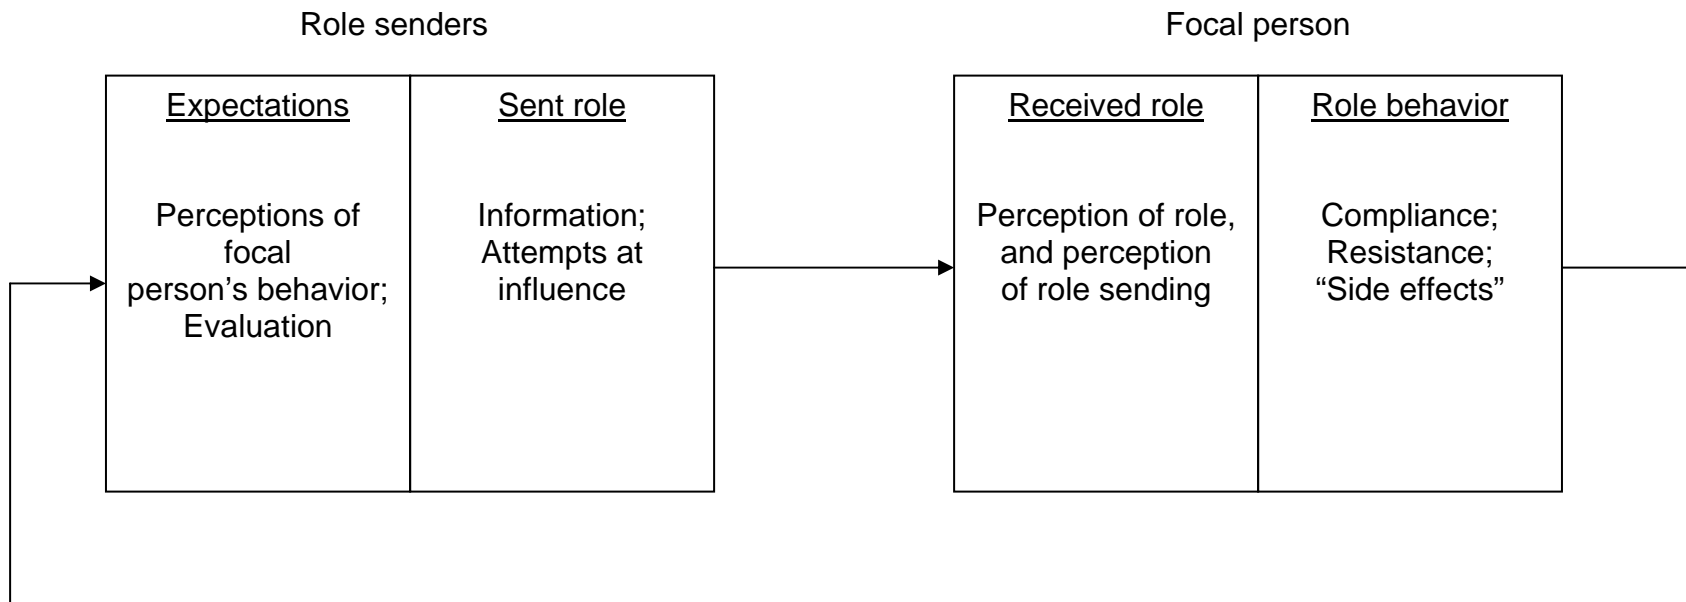 Role senders
Focal person
Expectations
Perceptions of
focal
person’s behavior;
Evaluation
Sent role
Information;
Attempts at
influence
Received role
Perception of role,
and perception
of role sending
Role behavior
Compliance;
Resistance;
“Side effects”